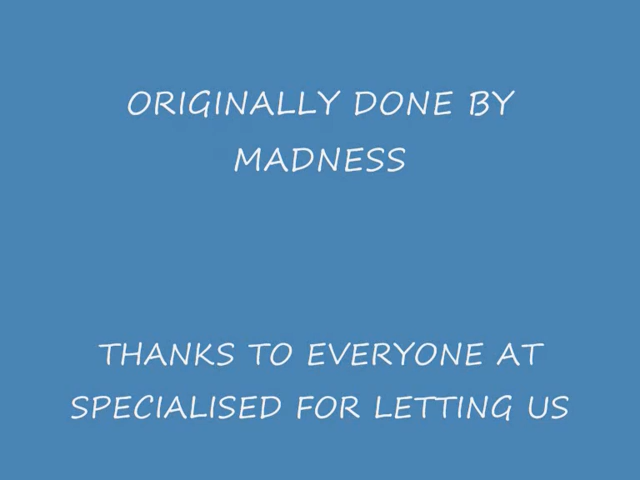 ORIGINALLY DONE BY
MADNESS
THANKS TO EVERYONE AT
SPECIALISED FOR LETTING US